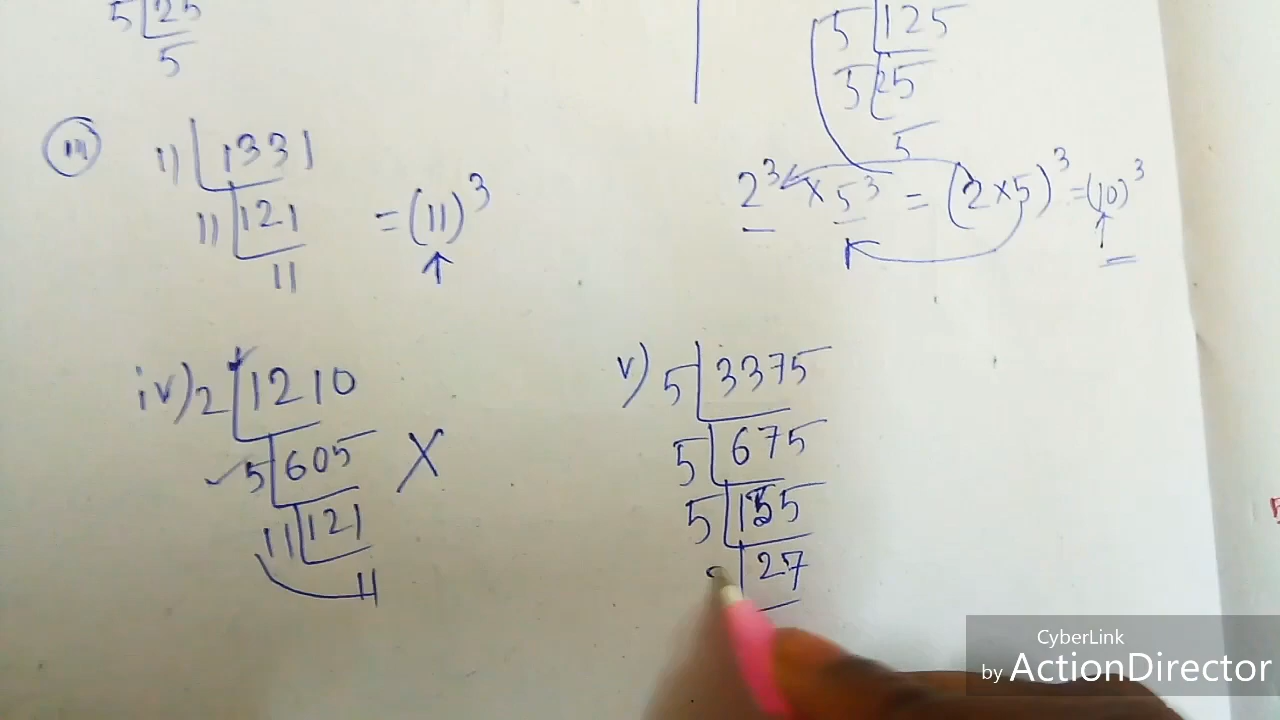 5 25
5
5 125
5 25
5
iii 11 1331
11 121 = (11)³
11
2³ × 5³ = (2×5)³ = (10)³
iv) 2 1210
5 605 X
11 121
11
v) 5 3375
5 675
5
27
CyberLink
by ActionDirector